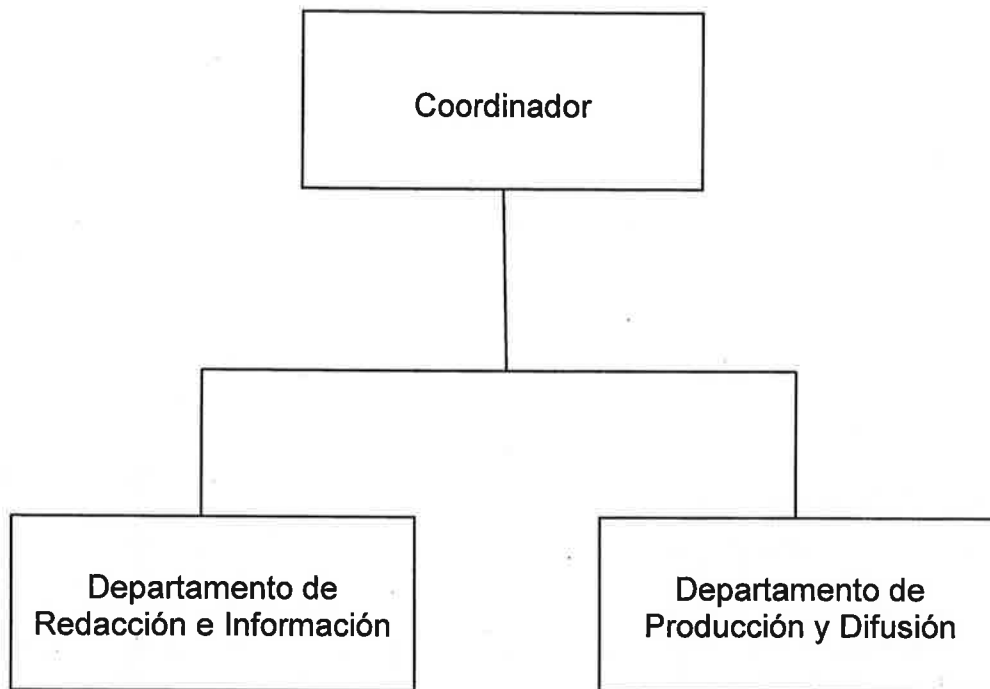 Coordinador
Departamento de
Redacción e Información
Departamento de
Producción y Difusión